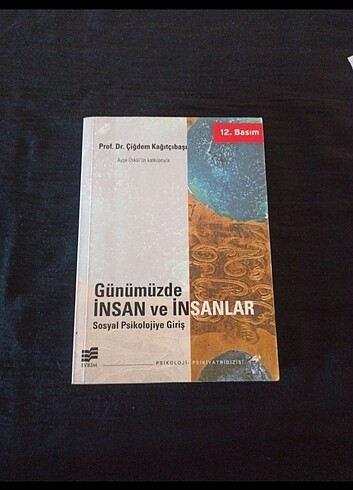 12. Basım
Prof. Dr. Çiğdem Kağıtçıbaşı
Ayşe Üskül'ün katkılarıyla
Günümüzde
İNSAN ve İNSANLAR
Sosyal Psikolojiye Giriş
EVRİM
PSİKOLOJİ-PSİKİYATRİDİZİSİ